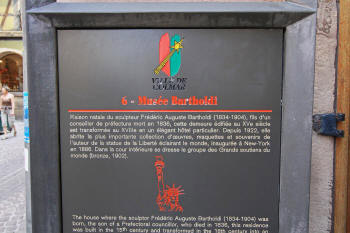 VILLE DE
COLMAR
6 - Musée Bartholdi
Maison natale du sculpteur Frédéric Auguste Bartholdi (1834-1904), fils d'un
conseiller de préfecture mort en 1836, cette demeure édifiée au XVe siècle
est transformée au XVIIIe en un élégant hôtel particulier. Depuis 1922, elle
abrite la plus importante collection d'œuvres, maquettes et souvenirs de
l'auteur de la statue de la Liberté éclairant le monde, inaugurée à New-York
en 1886. Dans la cour intérieure se dresse le groupe des Grands soutiens du
monde (bronze, 1902).
The house where the sculptor Frédéric Auguste Bartholdi (1834-1904) was
born, the son of a Prefectoral councillor, who died in 1836, this residence
was built in the 15th century and transformed in the 18th century into an